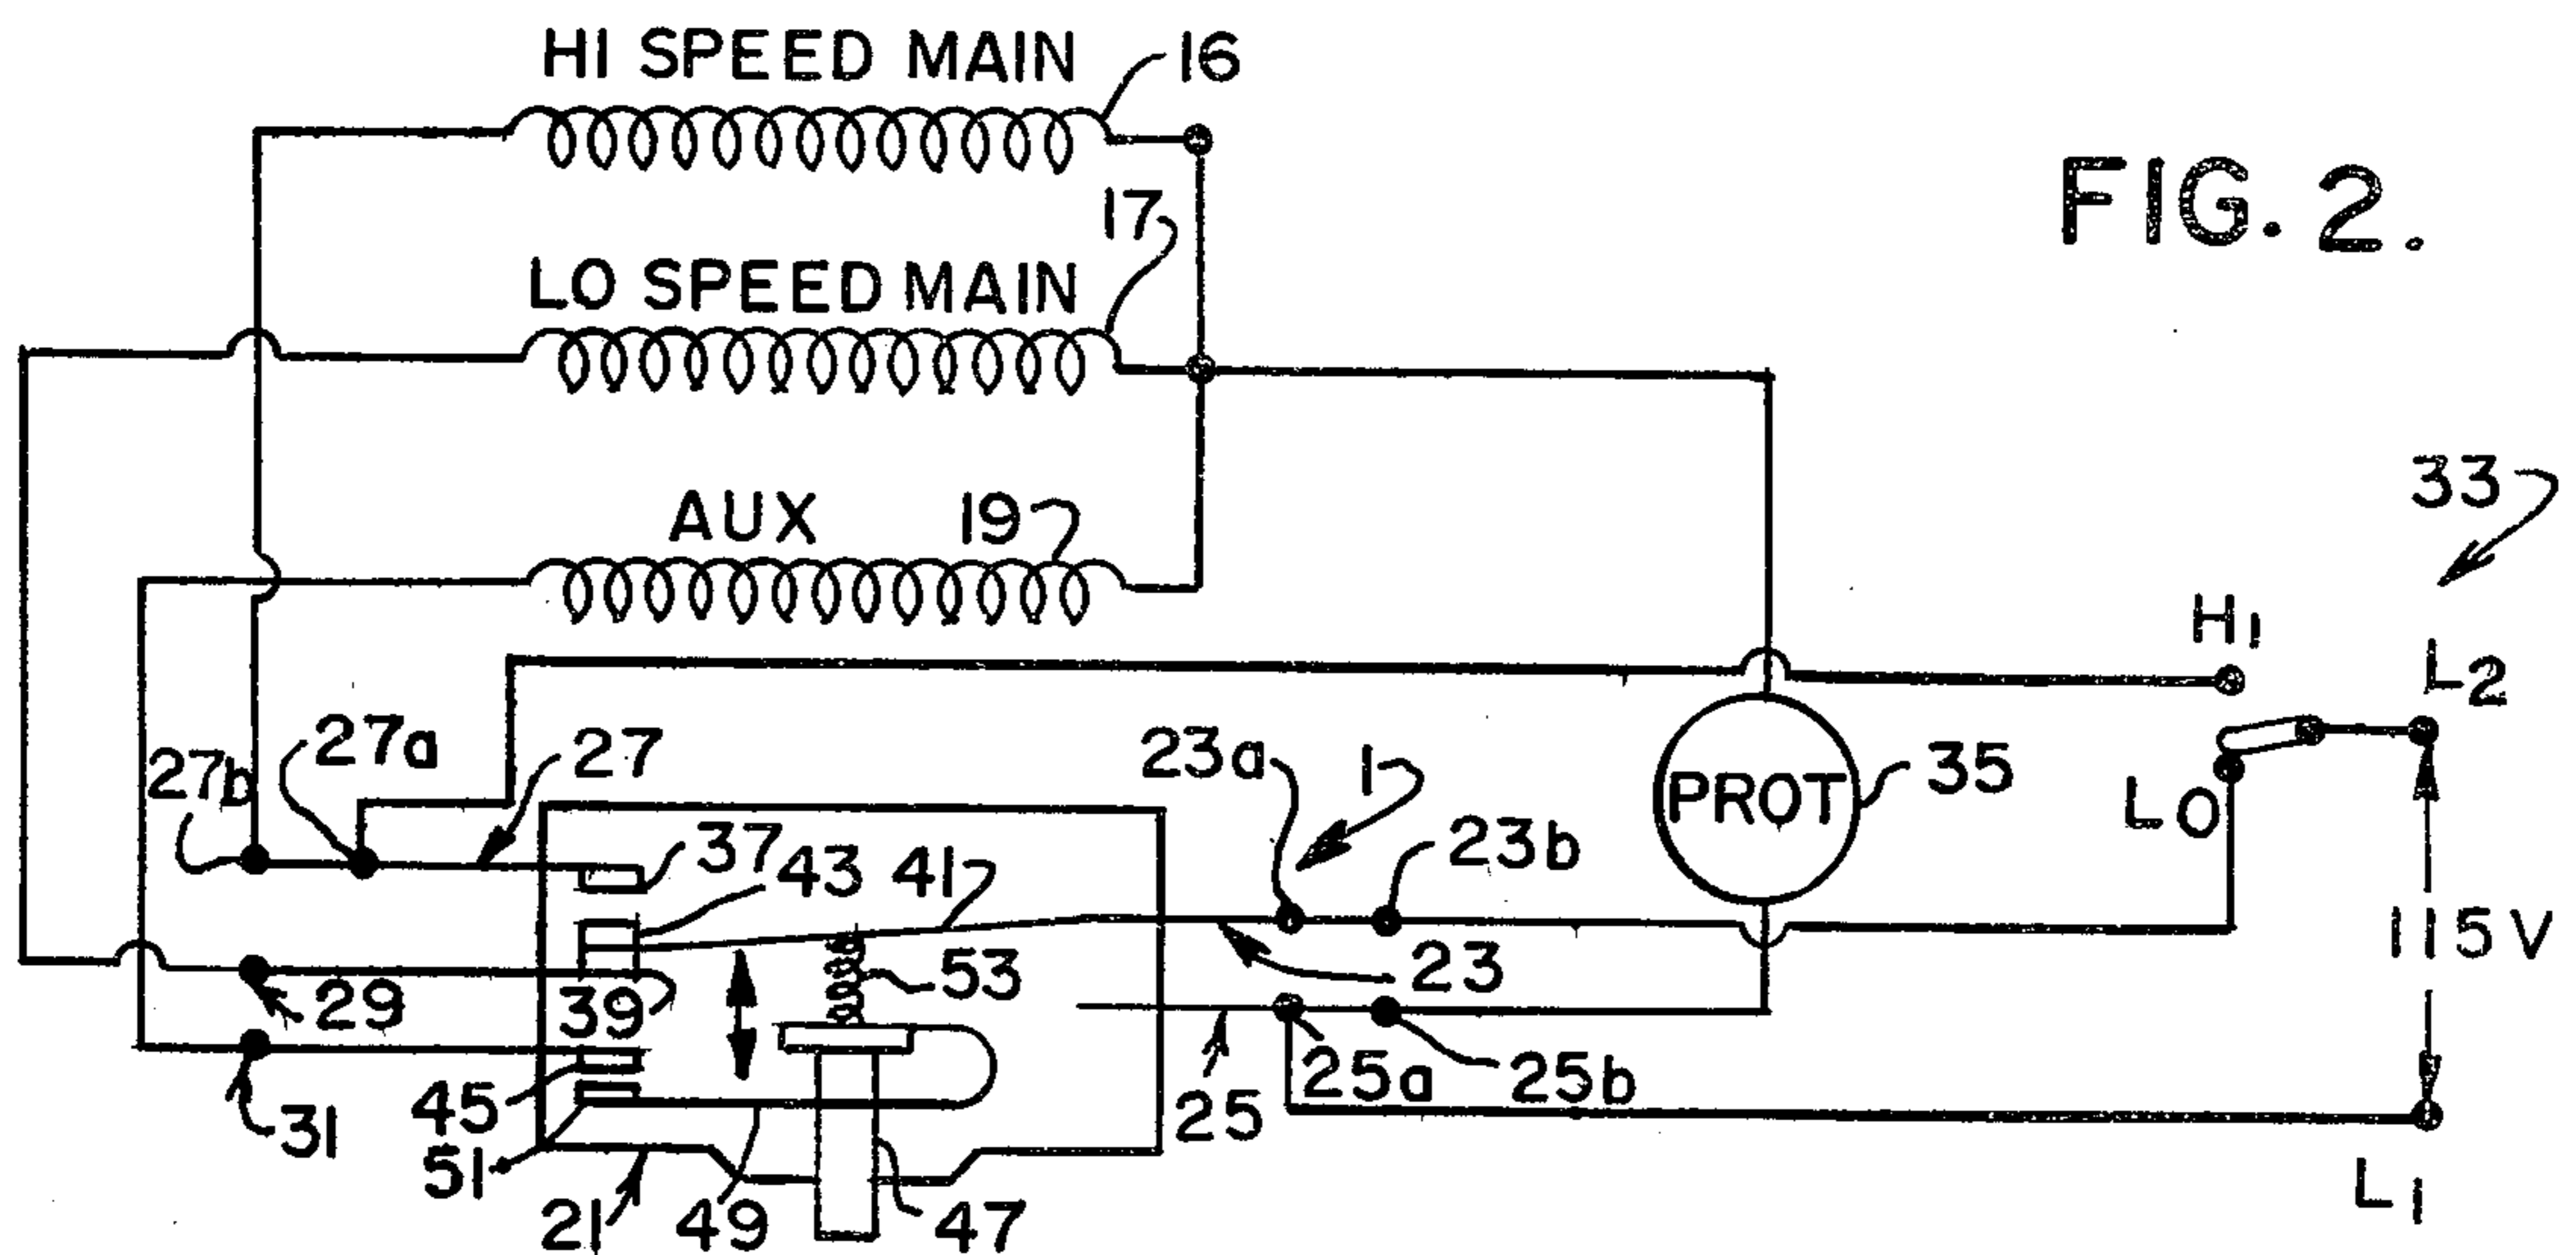 HI SPEED MAIN 16
FIG. 2.
17
LO SPEED MAIN
AUX 19
33
HI
L2
27b 27a 27
23a 1 23b
PROT 35
LO
37 43 41
115V
29 39 53 23
45 25a 25b
31 51 25
21 49 47
L1